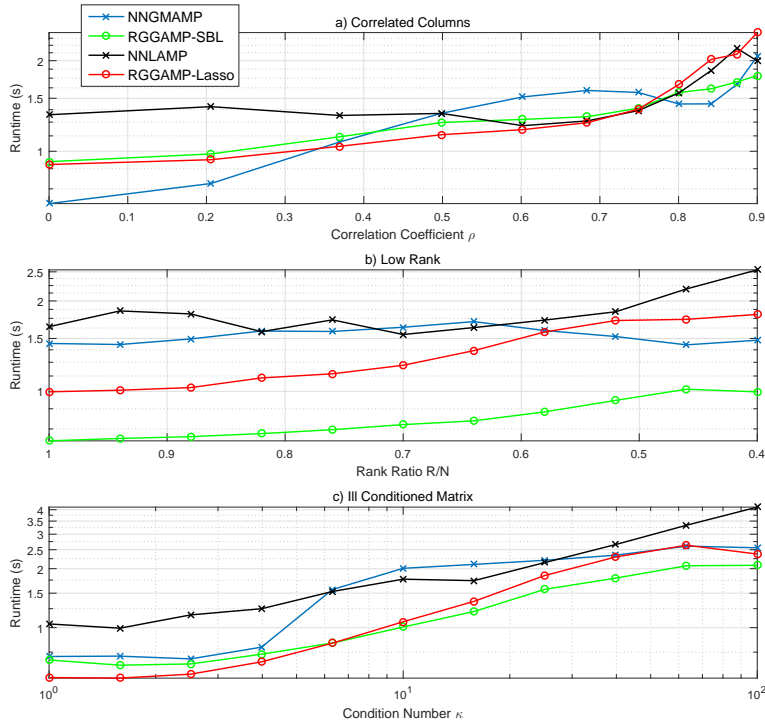 NNGMAMP
RGGAMP-SBL
NNLAMP
RGGAMP-Lasso
a) Correlated Columns
Runtime (s)
2
1.5
1
0 0.1 0.2 0.3 0.4 0.5 0.6 0.7 0.8 0.9
Correlation Coefficient ρ
b) Low Rank
Runtime (s)
2.5
2
1.5
1
1 0.9 0.8 0.7 0.6 0.5 0.4
Rank Ratio R/N
c) Ill Conditioned Matrix
Runtime (s)
4
3.5
3
2.5
2
1.5
1
10⁰ 10¹ 10²
Condition Number κ